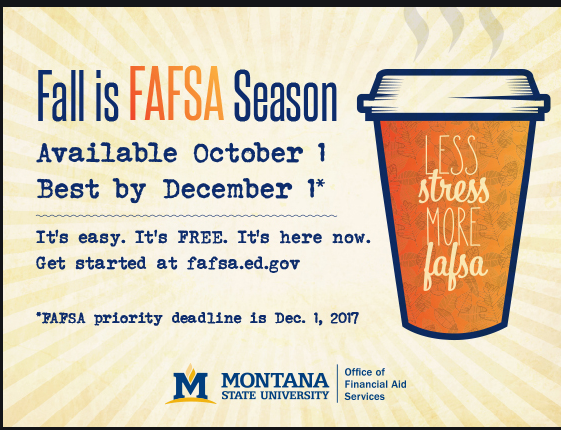 Fall is FAFSA Season
Available October 1
Best by December 1*
It's easy. It's FREE. It's here now.
Get started at fafsa.ed.gov
*FAFSA priority deadline is Dec. 1, 2017
LESS
stress
MORE
fafsa
M
MONTANA
STATE UNIVERSITY
Office of
Financial Aid
Services